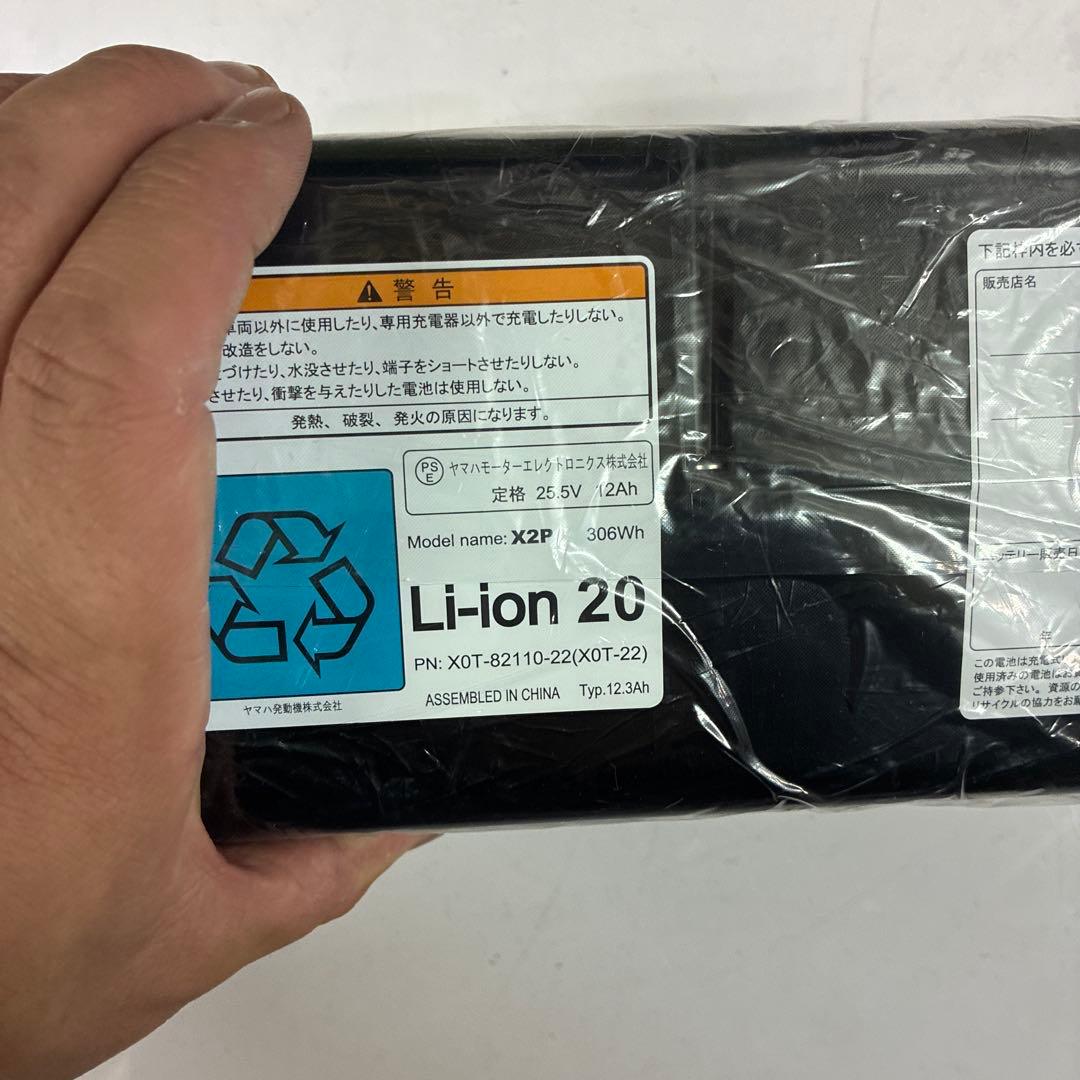 警告
車両以外に使用したり、専用充電器以外で充電したりしない。
改造をしない。
づけたり、水没させたり、端子をショートさせたりしない。
させたり、衝撃を与えたりした電池は使用しない。
発熱、破裂、発火の原因になります。
PS
E
ヤマハモーターエレクトロニクス株式会社
定格 25.5V 12Ah
Model name: X2P 306Wh
Li-ion 20
PN: X0T-82110-22(X0T-22)
ASSEMBLED IN CHINA Typ.12.3Ah
ヤマハ発動機株式会社
下記枠内を必ず
販売店名
バッテリー販売日
年
この電池は充電式
使用済みの電池はお
ご持参下さい。資源の
リサイクルの協力をお願